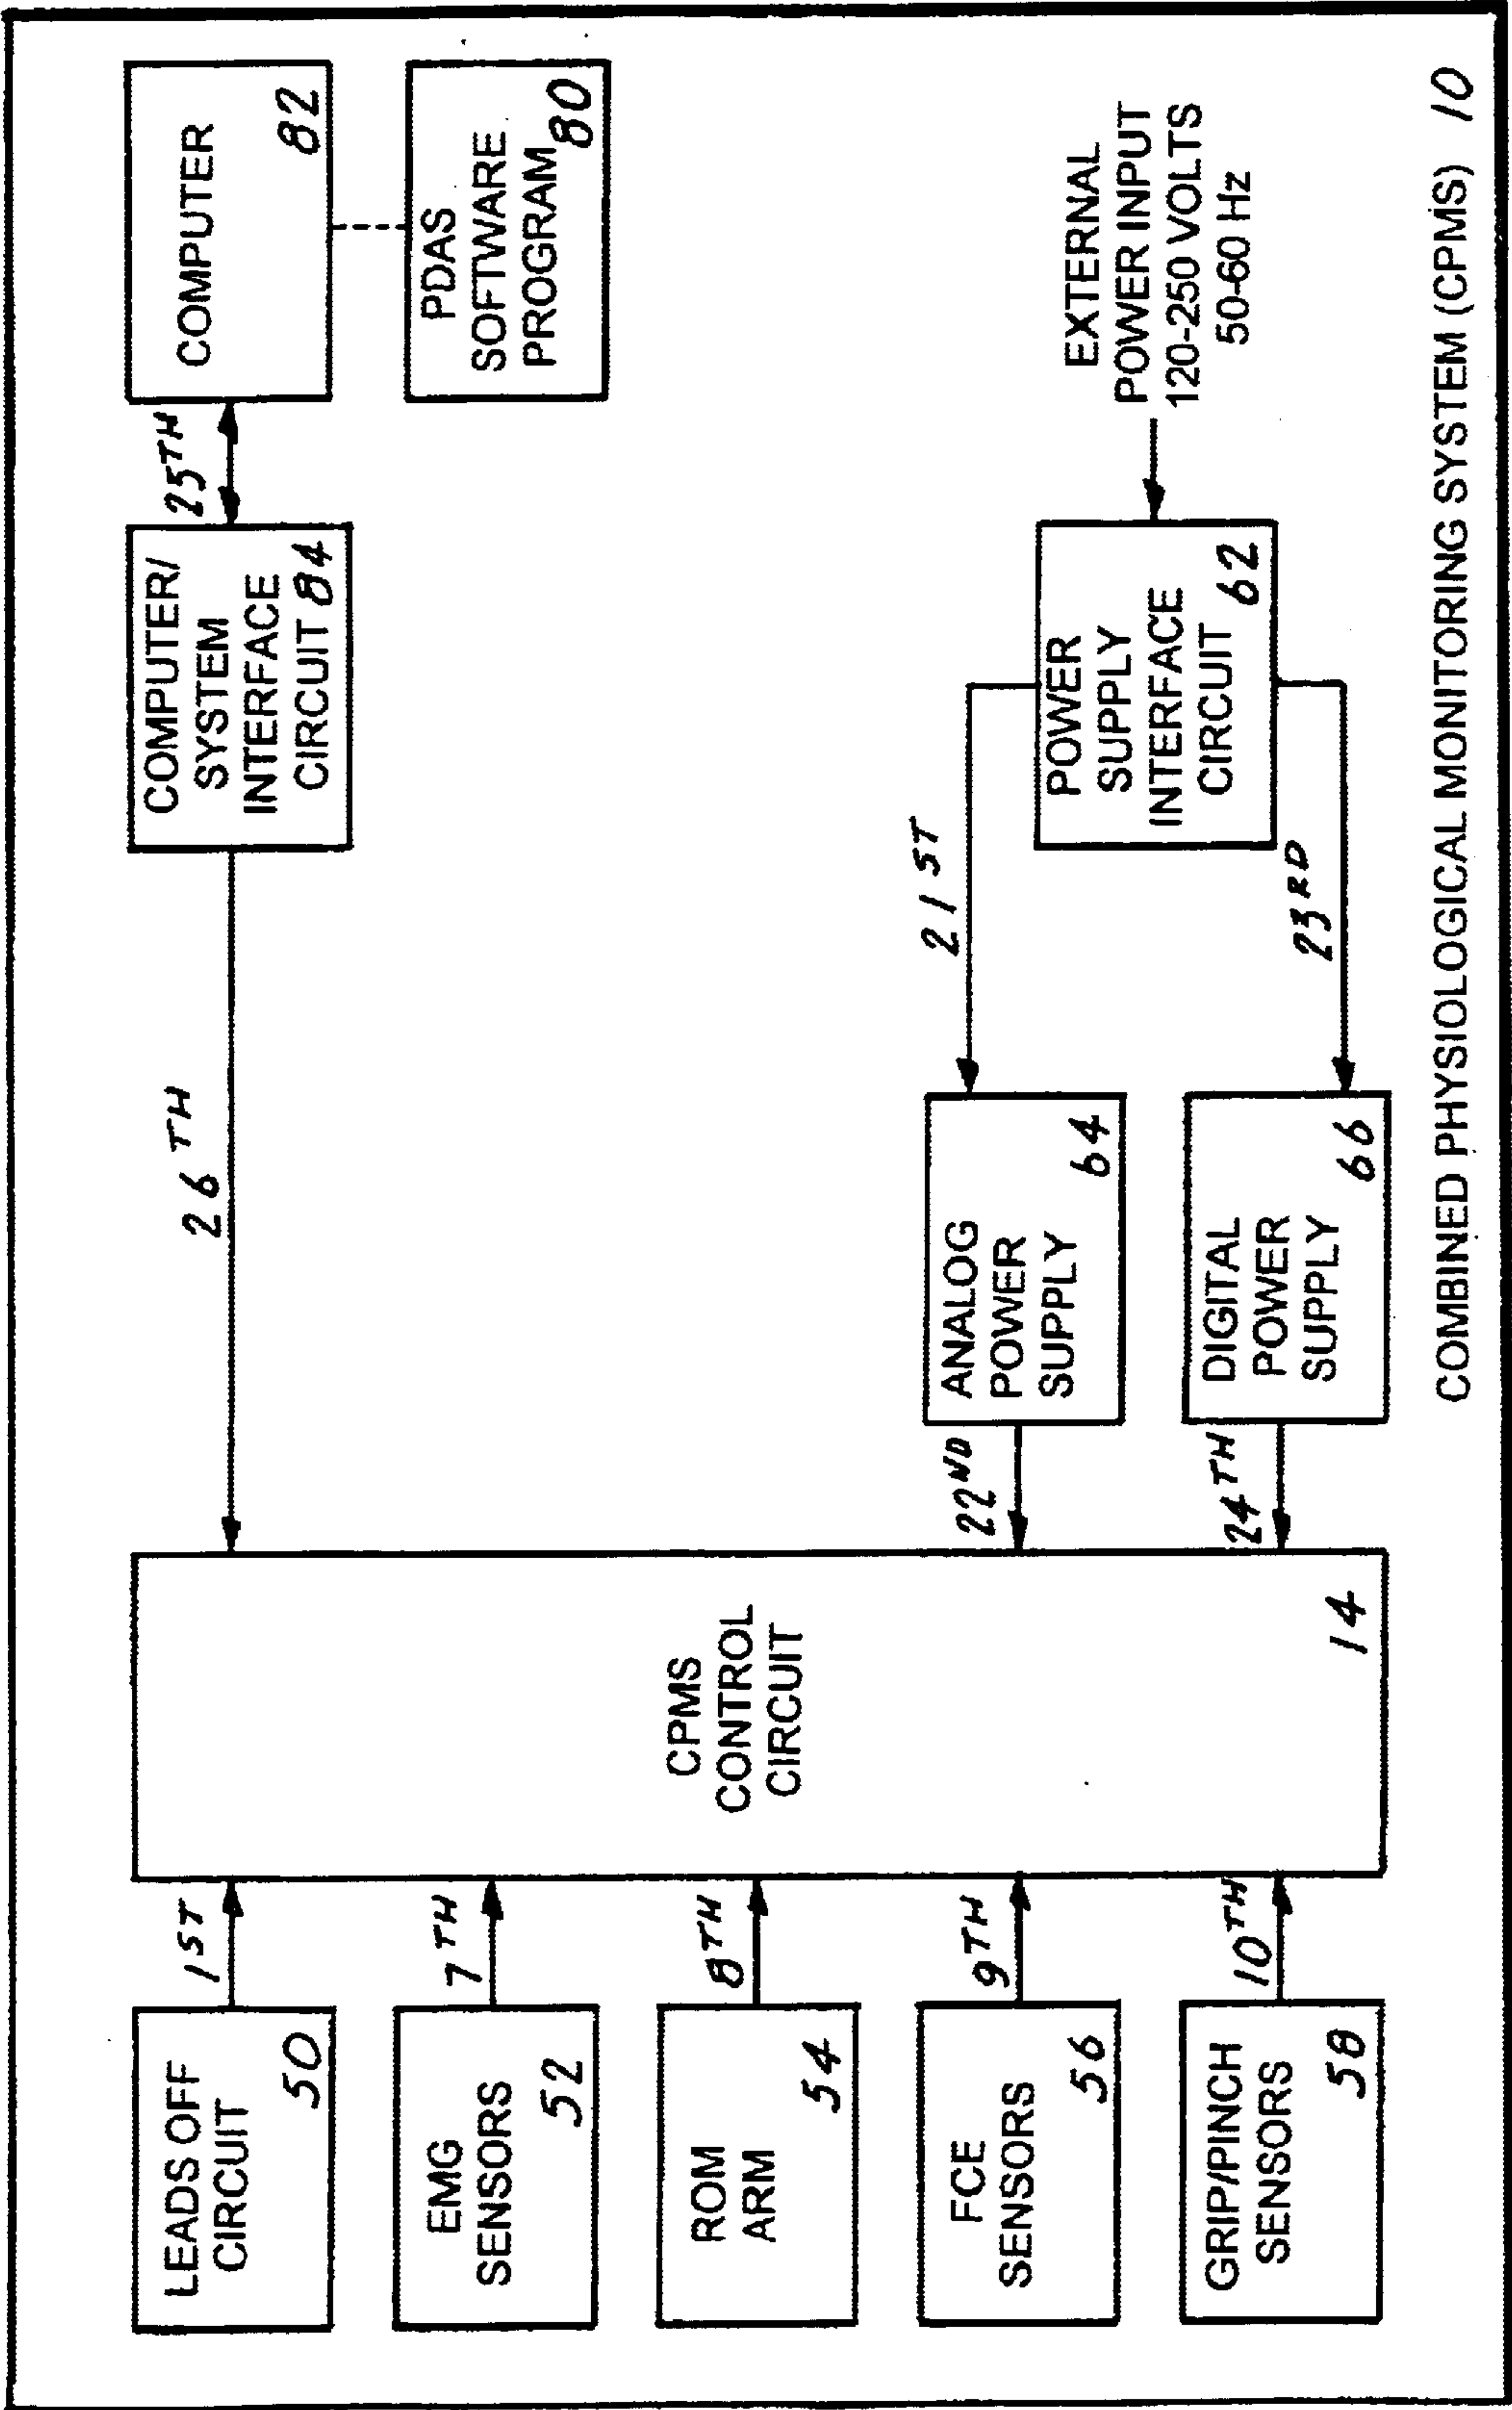 LEADS OFF
CIRCUIT
50
1ST
EMG
SENSORS
52
7TH
ROM
ARM
54
8TH
FCE
SENSORS
56
9TH
GRIP/PINCH
SENSORS
58
10TH
CPMS
CONTROL
CIRCUIT
14
26TH
COMPUTER/
SYSTEM
INTERFACE
CIRCUIT 84
25TH
COMPUTER
82
PDAS
SOFTWARE
PROGRAM 80
22ND
ANALOG
POWER
SUPPLY
64
21ST
24TH
DIGITAL
POWER
SUPPLY
66
23RD
POWER
SUPPLY
INTERFACE
CIRCUIT 62
EXTERNAL
POWER INPUT
120-250 VOLTS
50-60 Hz
COMBINED PHYSIOLOGICAL MONITORING SYSTEM (CPMS) 10